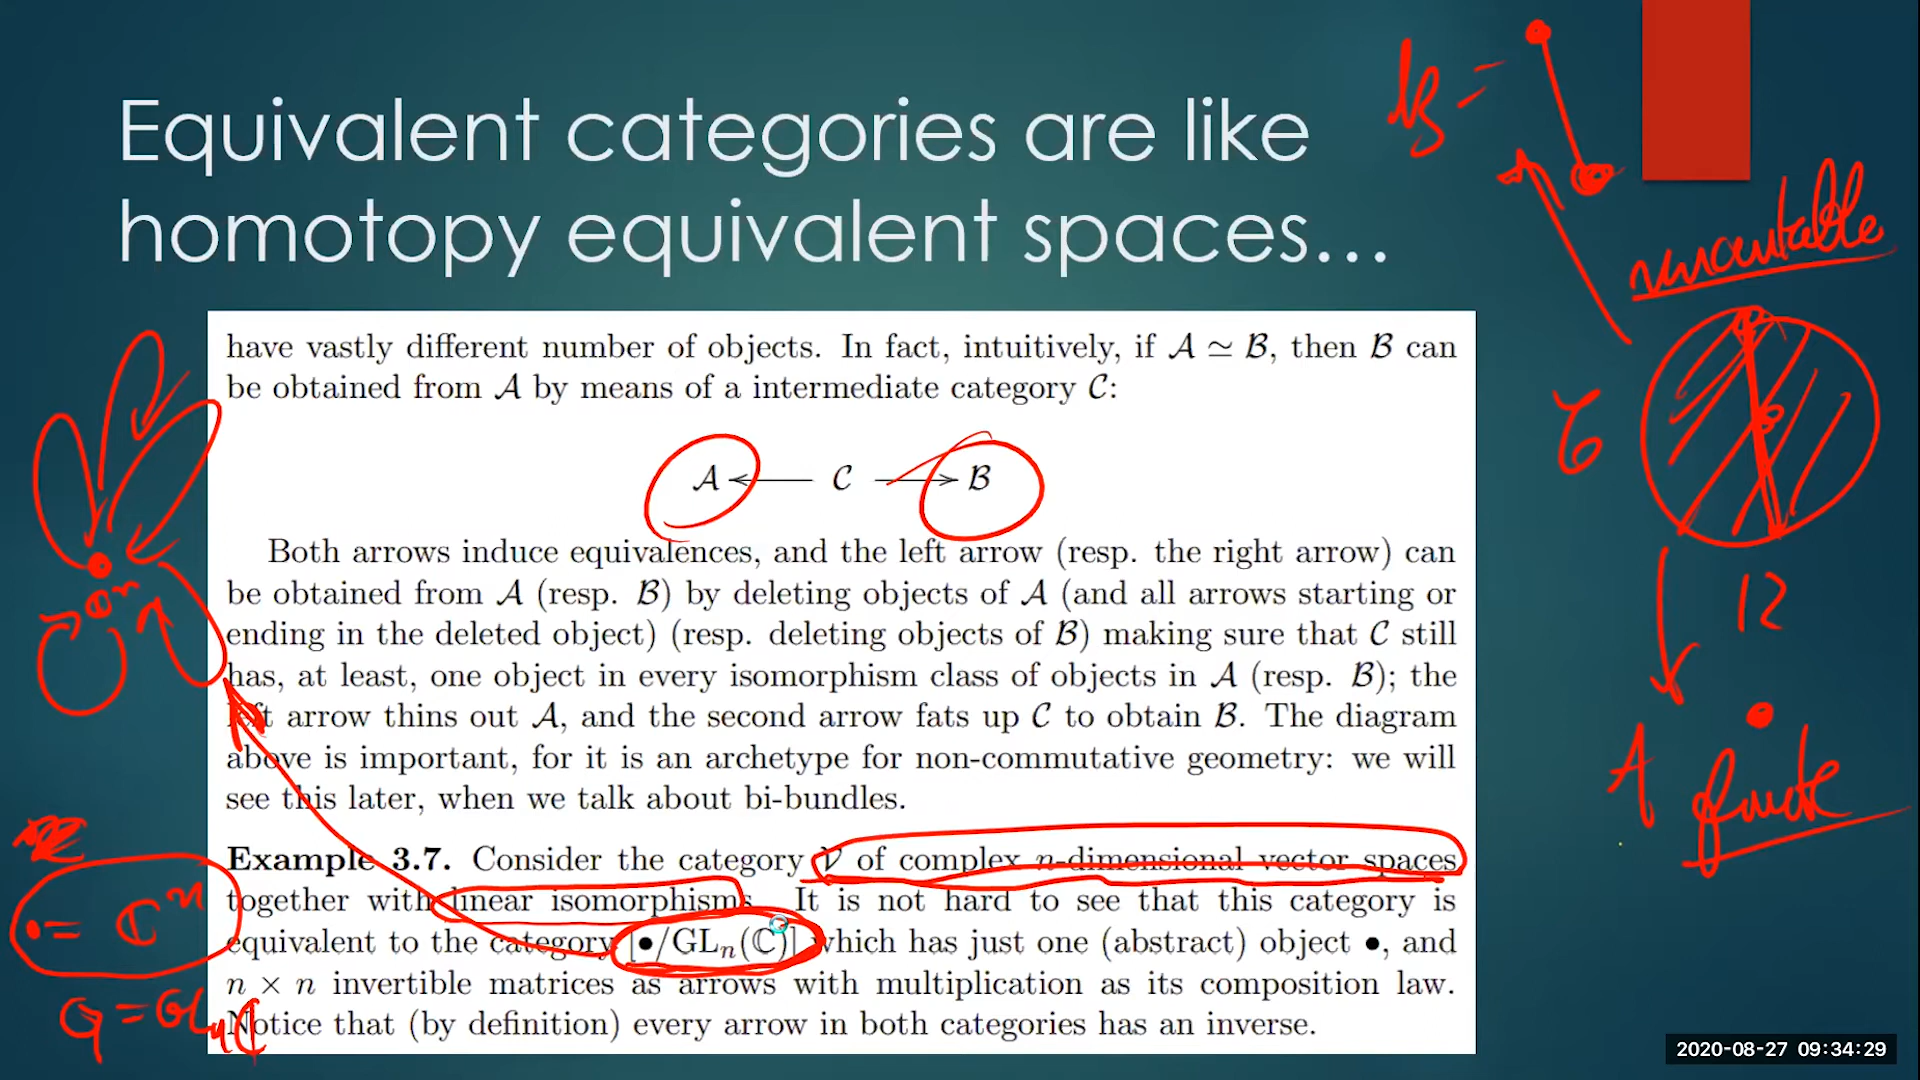 Equivalent categories are like
homotopy equivalent spaces...
have vastly different number of objects. In fact, intuitively, if 𝒜 ≃ ℬ, then ℬ can
be obtained from 𝒜 by means of a intermediate category 𝒞:
𝒜 ← 𝒞 → ℬ
Both arrows induce equivalences, and the left arrow (resp. the right arrow) can
be obtained from 𝒜 (resp. ℬ) by deleting objects of 𝒜 (and all arrows starting or
ending in the deleted object) (resp. deleting objects of ℬ) making sure that 𝒞 still
has, at least, one object in every isomorphism class of objects in 𝒜 (resp. ℬ); the
left arrow thins out 𝒜, and the second arrow fats up 𝒞 to obtain ℬ. The diagram
above is important, for it is an archetype for non-commutative geometry: we will
see this later, when we talk about bi-bundles.
Example 3.7. Consider the category 𝒱 of complex n-dimensional vector spaces
together with linear isomorphisms. It is not hard to see that this category is
equivalent to the category [•/GLₙ(ℂ)] which has just one (abstract) object •, and
n × n invertible matrices as arrows with multiplication as its composition law.
Notice that (by definition) every arrow in both categories has an inverse.
ℂⁿ
• = ℂⁿ
G = GLₙℂ
uncountable
A
finite
2020-08-27 09:34:29